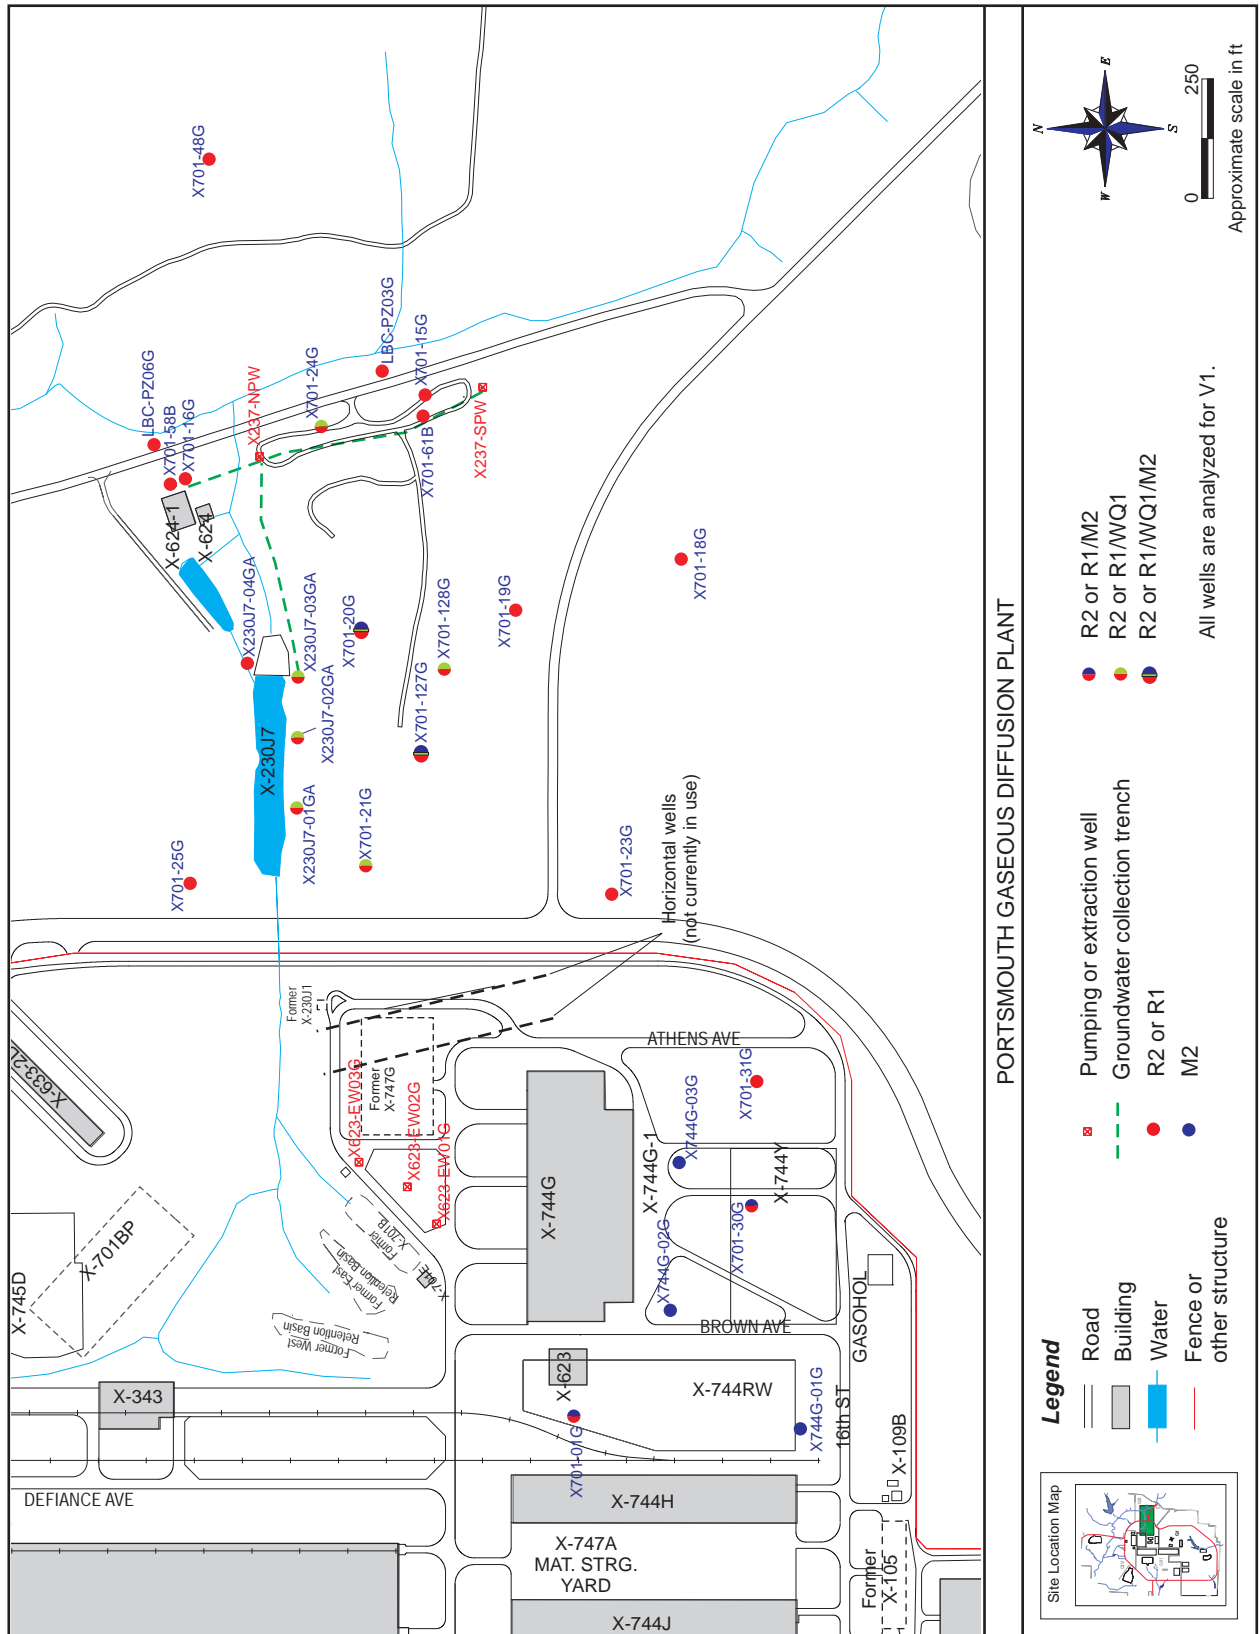 X701-48G
LBC-PZ06G
X701-58B
X701-16G
X237-NPW
X701-24G
LBC-PZ03G
X701-15G
X701-61B
X237-SPW
X-624-1
X-624
X230J7-04GA
X230J7-03GA
X701-20G
X701-128G
X701-19G
X701-18G
X-230J7
X230J7-02GA
X701-127G
X230J7-01GA
X701-21G
X701-25G
X701-23G
Horizontal wells
(not currently in use)
Former
X-230J1
ATHENS AVE
X-633-2D
X623-EW03G
Former
X-747G
X623-EW02G
X623-EW01G
X-744G
X-744G-1
X744G-03G
X701-31G
X-744Y
X701-30G
X744G-02G
X-701BP
X-745D
Former
X-701B
Former East
Retention Basin
X-704E
Former West
Retention Basin
BROWN AVE
GASOHOL
X-343
X-623
X-744RW
X701-01G
X744G-01G
16th ST
X-109B
DEFIANCE AVE
X-744H
X-747A
MAT. STRG.
YARD
X-744J
Former
X-105
PORTSMOUTH GASEOUS DIFFUSION PLANT
N
E
S
W
0
250
Approximate scale in ft
Legend
Road
Building
Water
Fence or
other structure
Pumping or extraction well
Groundwater collection trench
R2 or R1
M2
R2 or R1/M2
R2 or R1/WQ1
R2 or R1/WQ1/M2
All wells are analyzed for V1.
Site Location Map